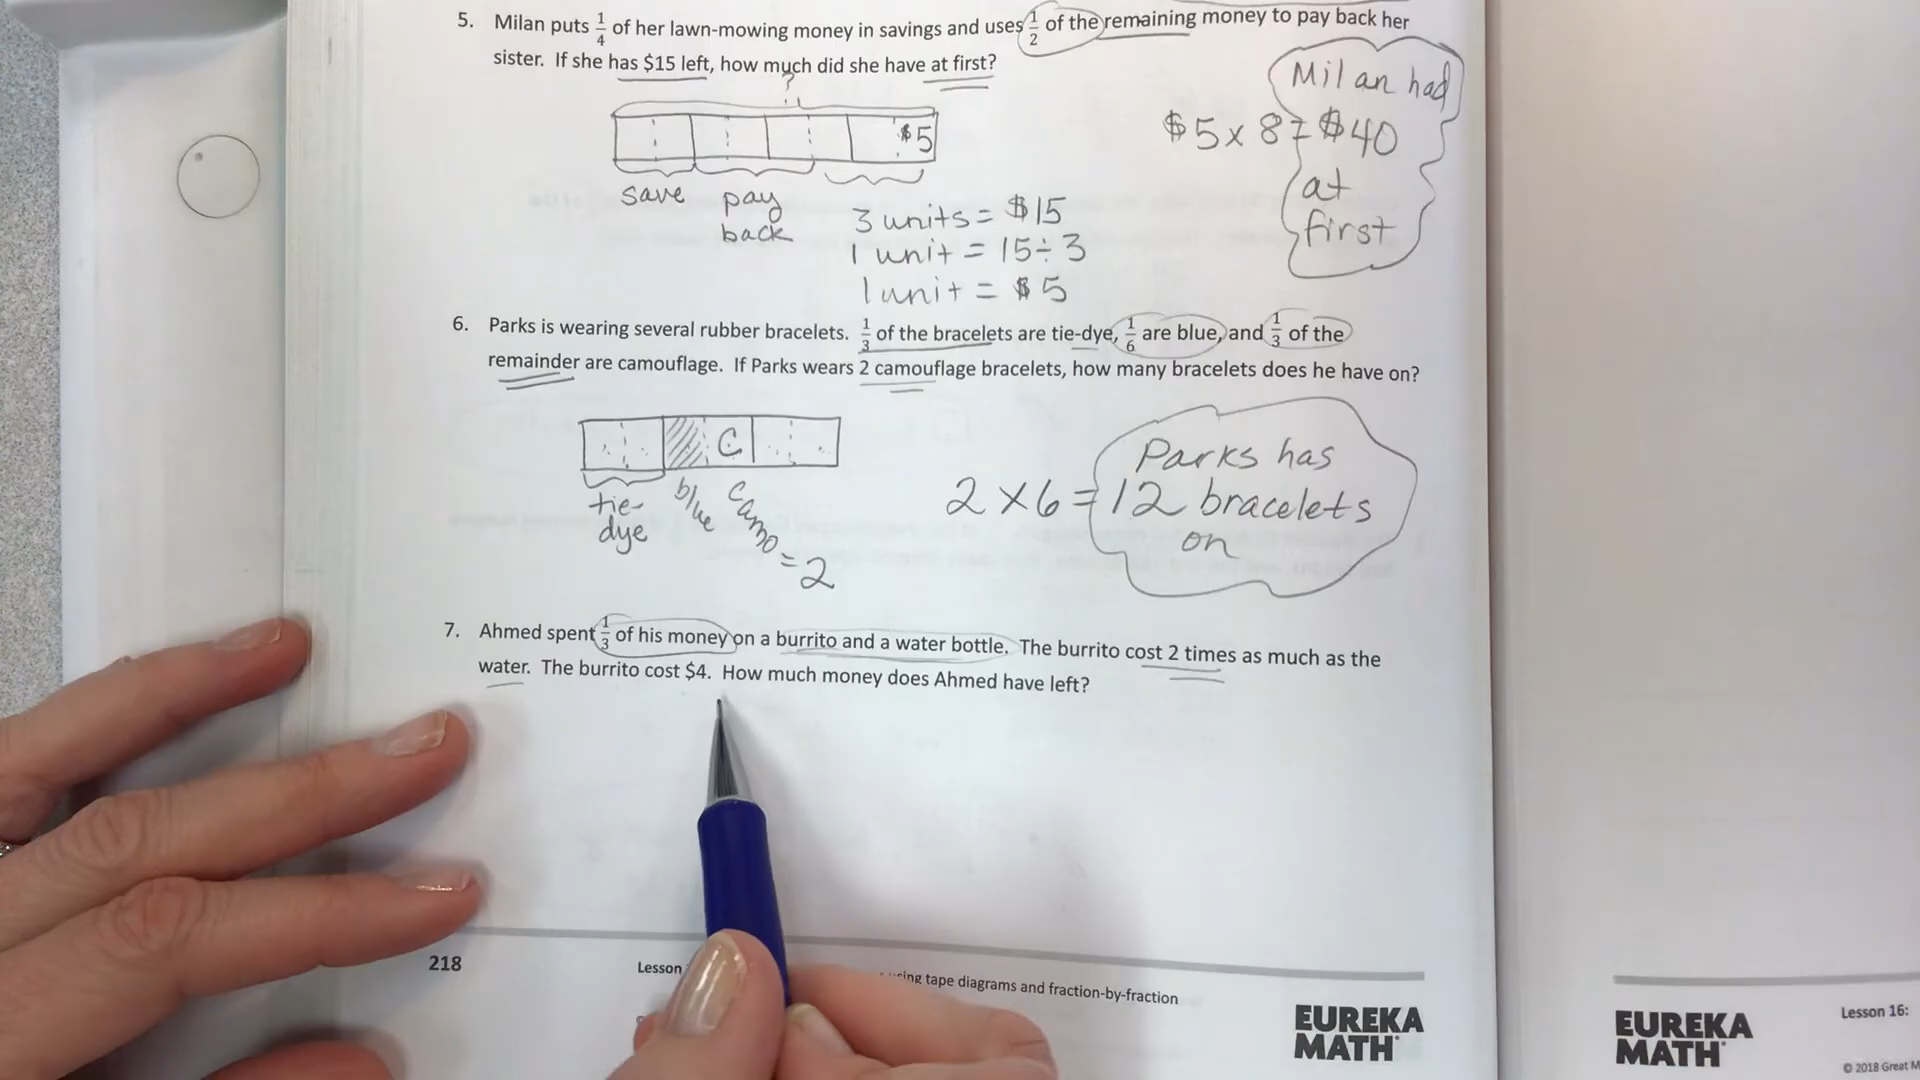 5. Milan puts 1/4 of her lawn-mowing money in savings and uses 1/2 of the remaining money to pay back her
sister. If she has $15 left, how much did she have at first?
?
$5
save
pay
back
3 units = $15
1 unit = 15÷3
1 unit = $5
Milan had
$5 x 8 = $40
at
first
6. Parks is wearing several rubber bracelets. 1/3 of the bracelets are tie-dye, 1/6 are blue, and 1/3 of the
remainder are camouflage. If Parks wears 2 camouflage bracelets, how many bracelets does he have on?
C
tie-
dye
blue
camo = 2
Parks has
2 x 6 = 12 bracelets
on
7. Ahmed spent 1/3 of his money on a burrito and a water bottle. The burrito cost 2 times as much as the
water. The burrito cost $4. How much money does Ahmed have left?
218
Lesson
tape diagrams and fraction-by-fraction
EUREKA
MATH
EUREKA
MATH
Lesson 16:
© 2018 Great